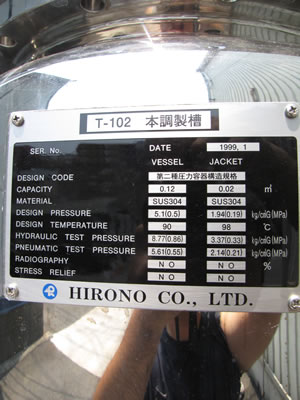 T-102 本調製槽
SER. No. DATE 1999, 1
VESSEL JACKET
DESIGN CODE 第二種圧力容器構造規格
CAPACITY 0.12 0.02 ㎥
MATERIAL SUS304 SUS304
DESIGN PRESSURE 5.1(0.5) 1.94(0.19) kg/cm²G (MPa)
DESIGN TEMPERATURE 90 98 ℃
HYDRAULIC TEST PRESSURE 8.77(0.86) 3.37(0.33) kg/cm²G (MPa)
PNEUMATIC TEST PRESSURE 5.61(0.55) 2.14(0.21) kg/cm²G (MPa)
RADIOGRAPHY NO NO %
STRESS RELIEF NO NO
HIRONO CO., LTD.